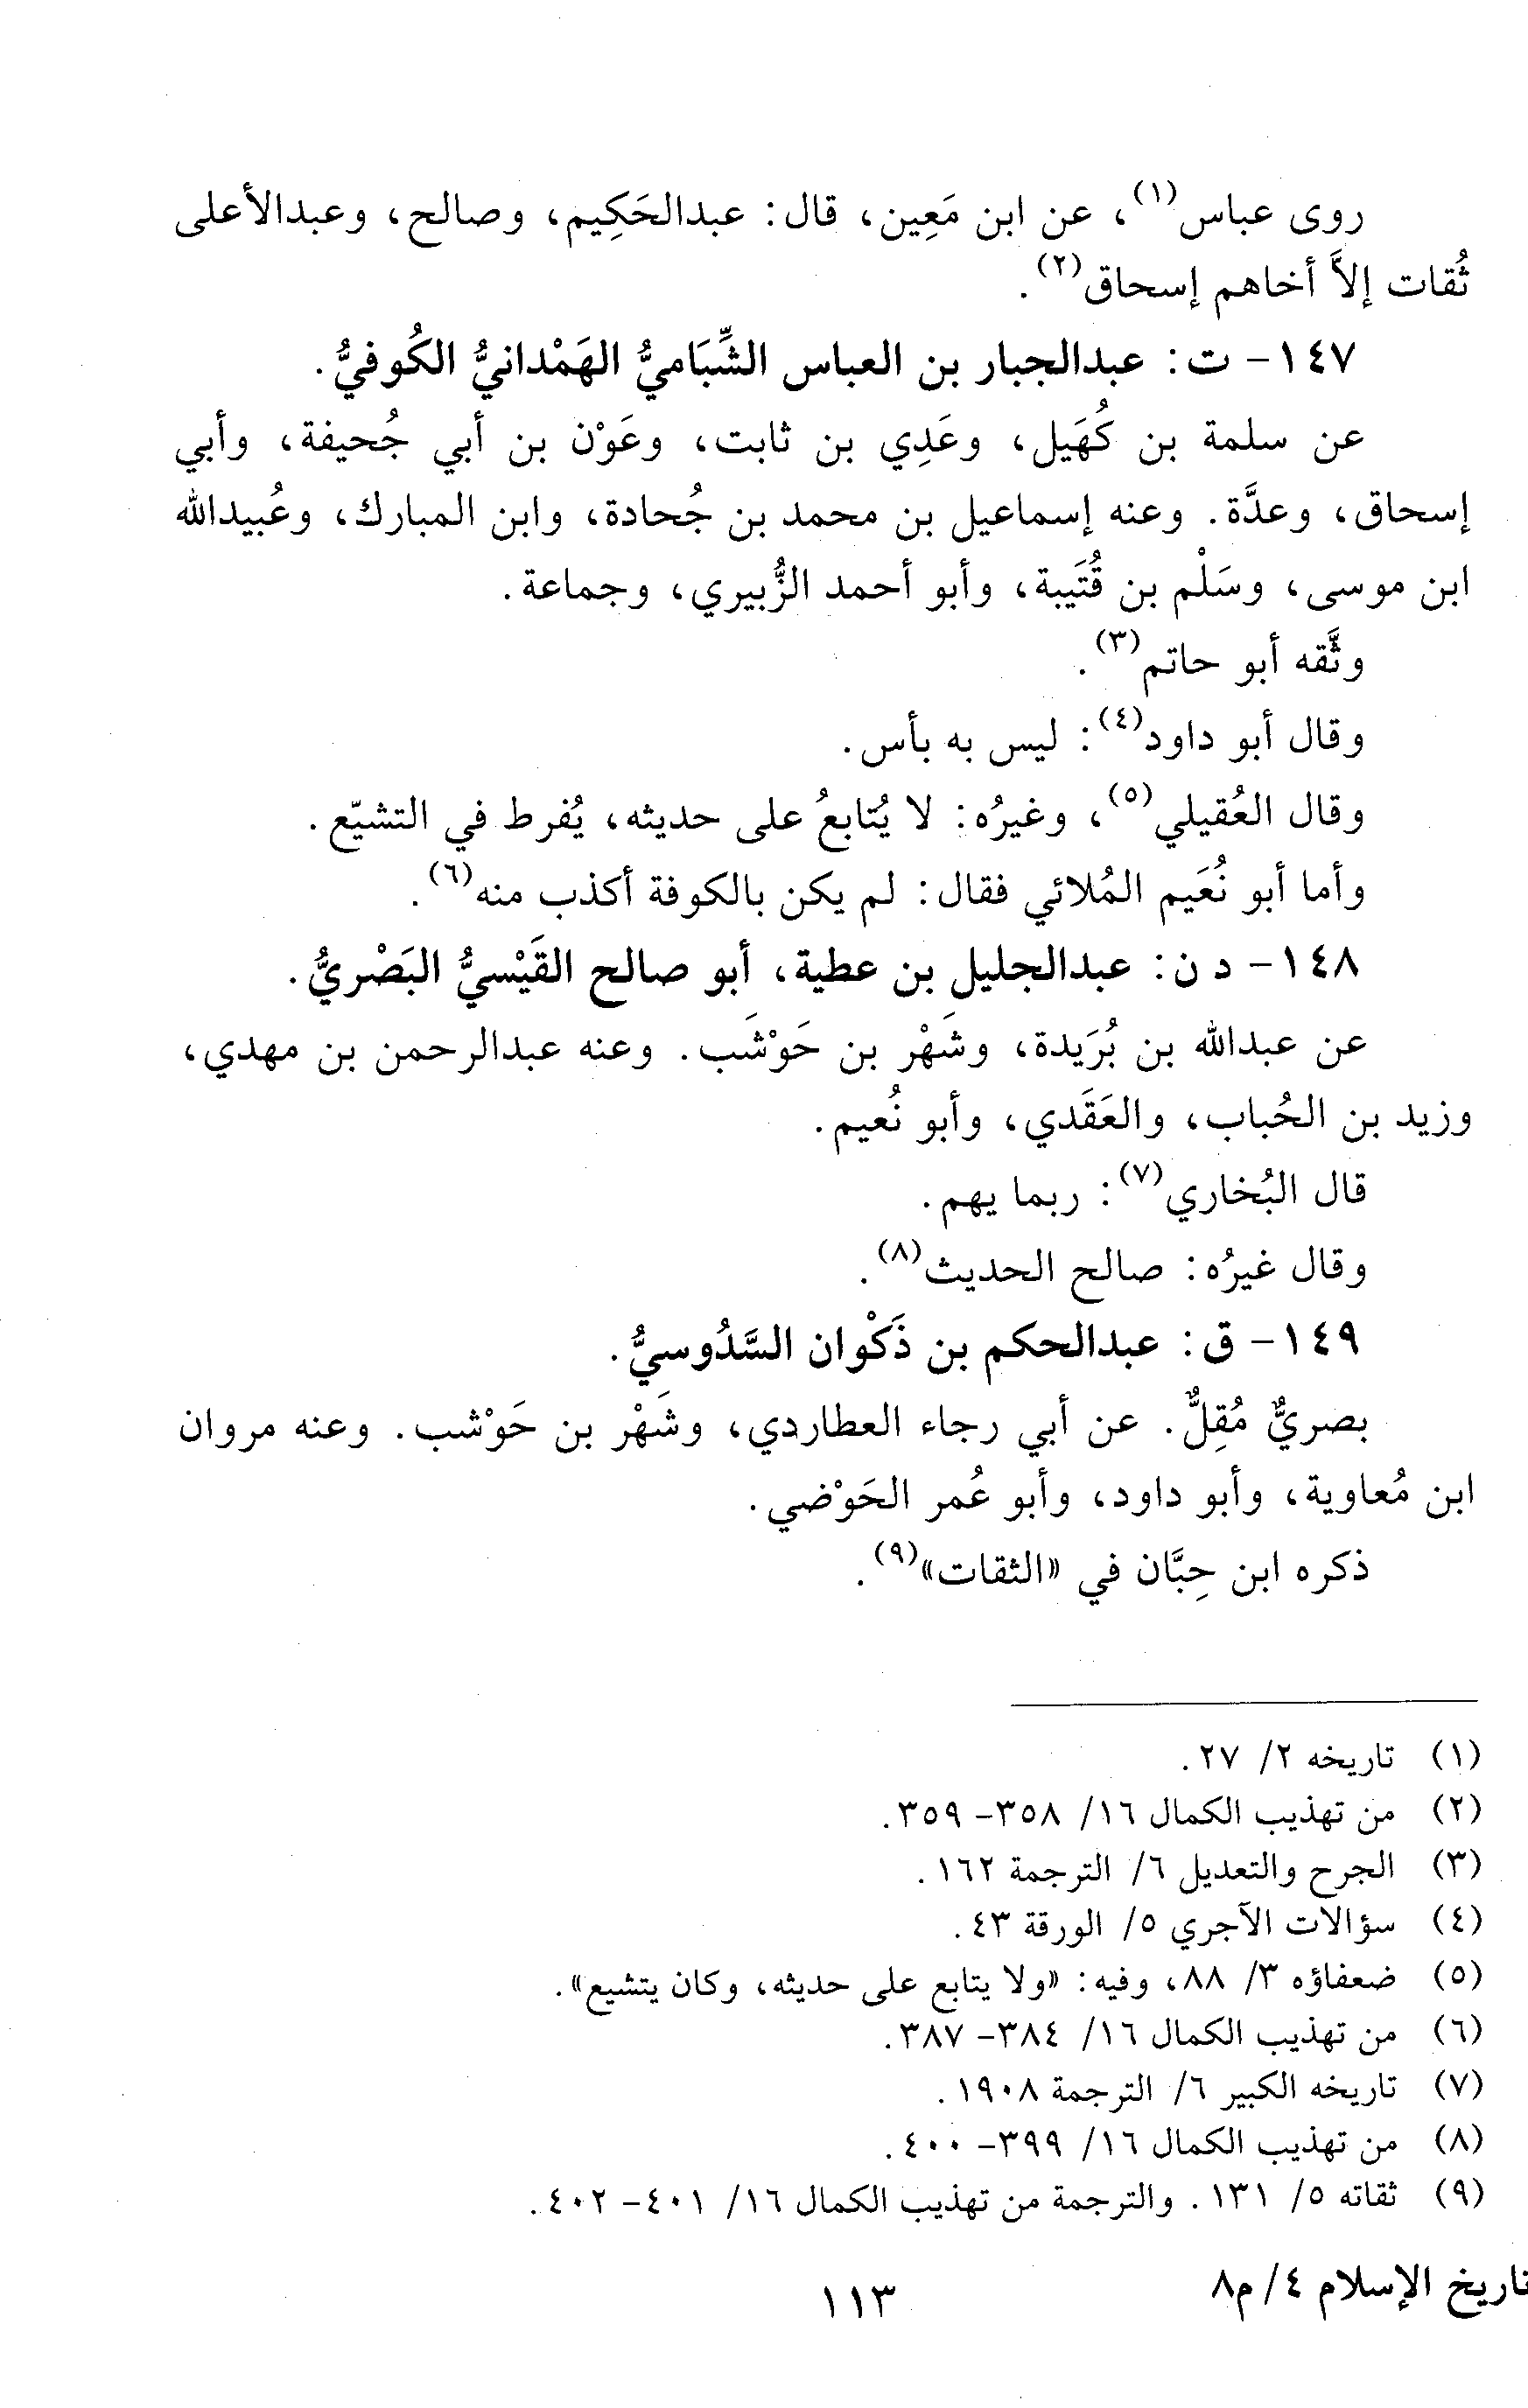 روى عباس(١)، عن ابن مَعِين، قال: عبدالحَكِيم، وصالح، وعبدالأعلى
ثُقات إلاَّ أخاهم إسحاق(٢).
١٤٧- ت: عبدالجبار بن العباس الشِّبَاميُّ الهَمْدانيُّ الكُوفيُّ.
عن سلمة بن كُهَيل، وعَدِي بن ثابت، وعَوْن بن أبي جُحيفة، وأبي
إسحاق، وعدَّة. وعنه إسماعيل بن محمد بن جُحادة، وابن المبارك، وعُبيدالله
ابن موسى، وسَلْم بن قُتَيبة، وأبو أحمد الزُّبيري، وجماعة.
وثَّقه أبو حاتم(٣).
وقال أبو داود(٤): ليس به بأس.
وقال العُقيلي(٥)، وغيرُه: لا يُتابعُ على حديثه، يُفرط في التشيّع.
وأما أبو نُعَيم المُلائي فقال: لم يكن بالكوفة أكذب منه(٦).
١٤٨- د ن: عبدالجليل بن عطية، أبو صالح القَيْسيُّ البَصْريُّ.
عن عبدالله بن بُرَيدة، وشَهْر بن حَوْشَب. وعنه عبدالرحمن بن مهدي،
وزيد بن الحُباب، والعَقَدي، وأبو نُعيم.
قال البُخاري(٧): ربما يهم.
وقال غيرُه: صالح الحديث(٨).
١٤٩- ق: عبدالحكم بن ذَكْوان السَّدُوسيُّ.
بصريٌّ مُقِلٌّ. عن أبي رجاء العطاردي، وشَهْر بن حَوْشب. وعنه مروان
ابن مُعاوية، وأبو داود، وأبو عُمر الحَوْضي.
ذكره ابن حِبَّان في «الثقات»(٩).
(١) تاريخه ٢/ ٢٧.
(٢) من تهذيب الكمال ١٦/ ٣٥٨- ٣٥٩.
(٣) الجرح والتعديل ٦/ الترجمة ١٦٢.
(٤) سؤالات الآجري ٥/ الورقة ٤٣.
(٥) ضعفاؤه ٣/ ٨٨، وفيه: «ولا يتابع على حديثه، وكان يتشيع».
(٦) من تهذيب الكمال ١٦/ ٣٨٤- ٣٨٧.
(٧) تاريخه الكبير ٦/ الترجمة ١٩٠٨.
(٨) من تهذيب الكمال ١٦/ ٣٩٩- ٤٠٠.
(٩) ثقاته ٥/ ١٣١. والترجمة من تهذيب الكمال ١٦/ ٤٠١- ٤٠٢.
تاريخ الإسلام ٤/ م٨
١١٣